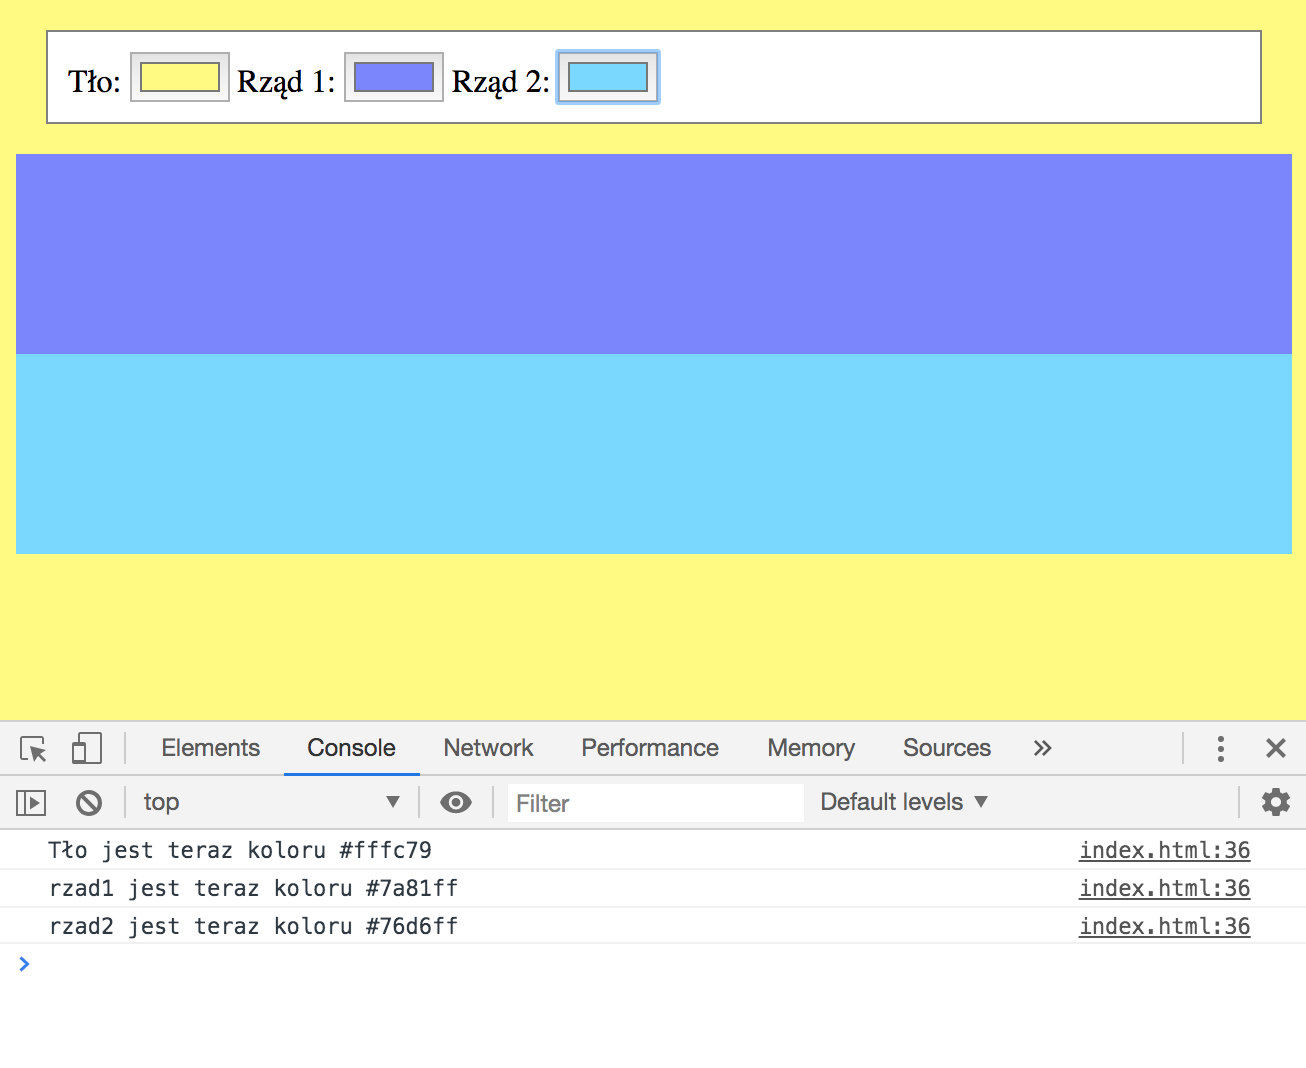 Tło: Rząd 1: Rząd 2:
Elements Console Network Performance Memory Sources
top Filter Default levels
Tło jest teraz koloru #fffc79 index.html:36
rzad1 jest teraz koloru #7a81ff index.html:36
rzad2 jest teraz koloru #76d6ff index.html:36